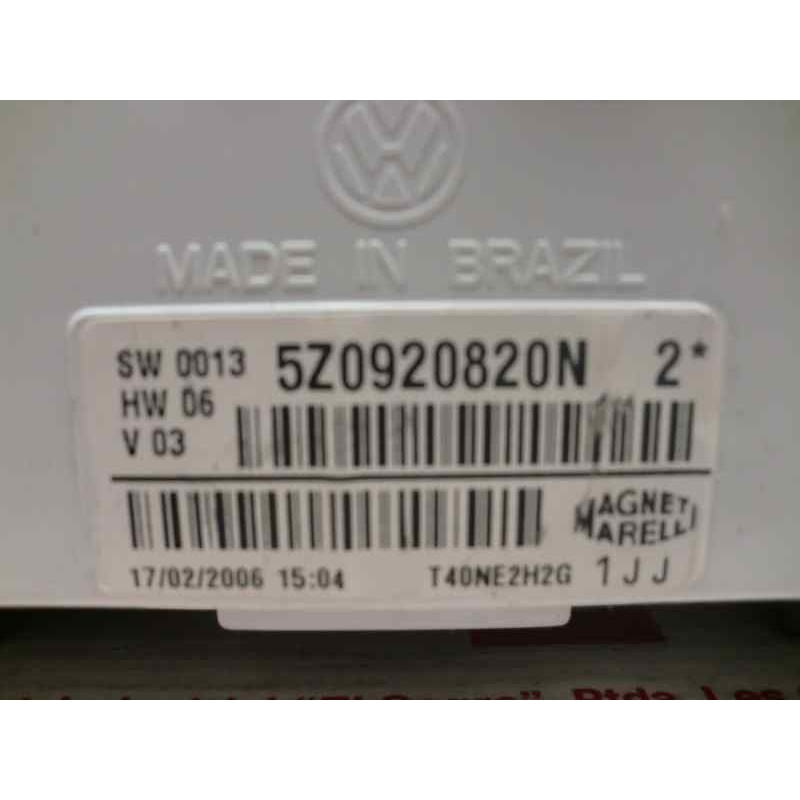 MADE IN BRAZIL
SW 0013 5Z0920820N 2*
HW 06
V 03
MAGNETI
MARELLI
17/02/2006 15:04 T40NE2H2G 1JJ